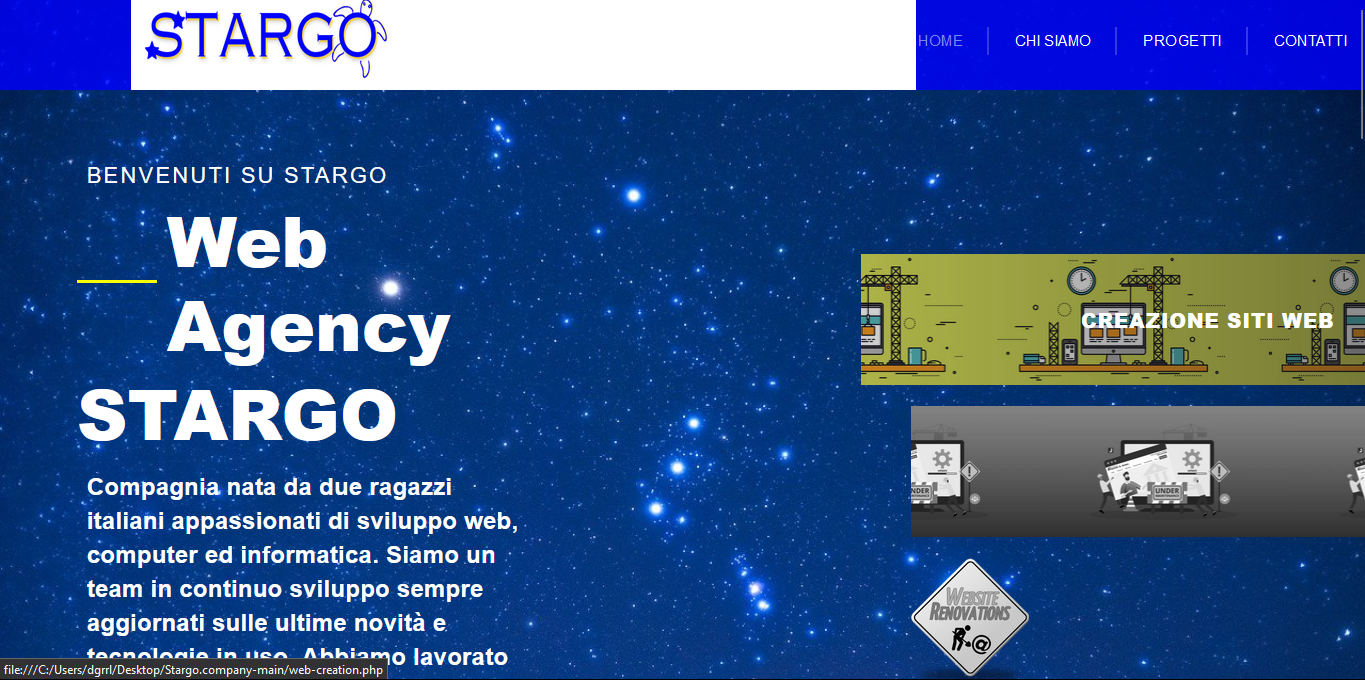 STARGO
HOME
CHI SIAMO
PROGETTI
CONTATTI
BENVENUTI SU STARGO
Web
Agency
STARGO
Compagnia nata da due ragazzi
italiani appassionati di sviluppo web,
computer ed informatica. Siamo un
team in continuo sviluppo sempre
aggiornati sulle ultime novità e
tecnologie in uso. Abbiamo lavorato
CREAZIONE SITI WEB
UNDER
UNDER
WEBSITE
RENOVATIONS
@
file:///C:/Users/dgrrl/Desktop/Stargo.company-main/web-creation.php